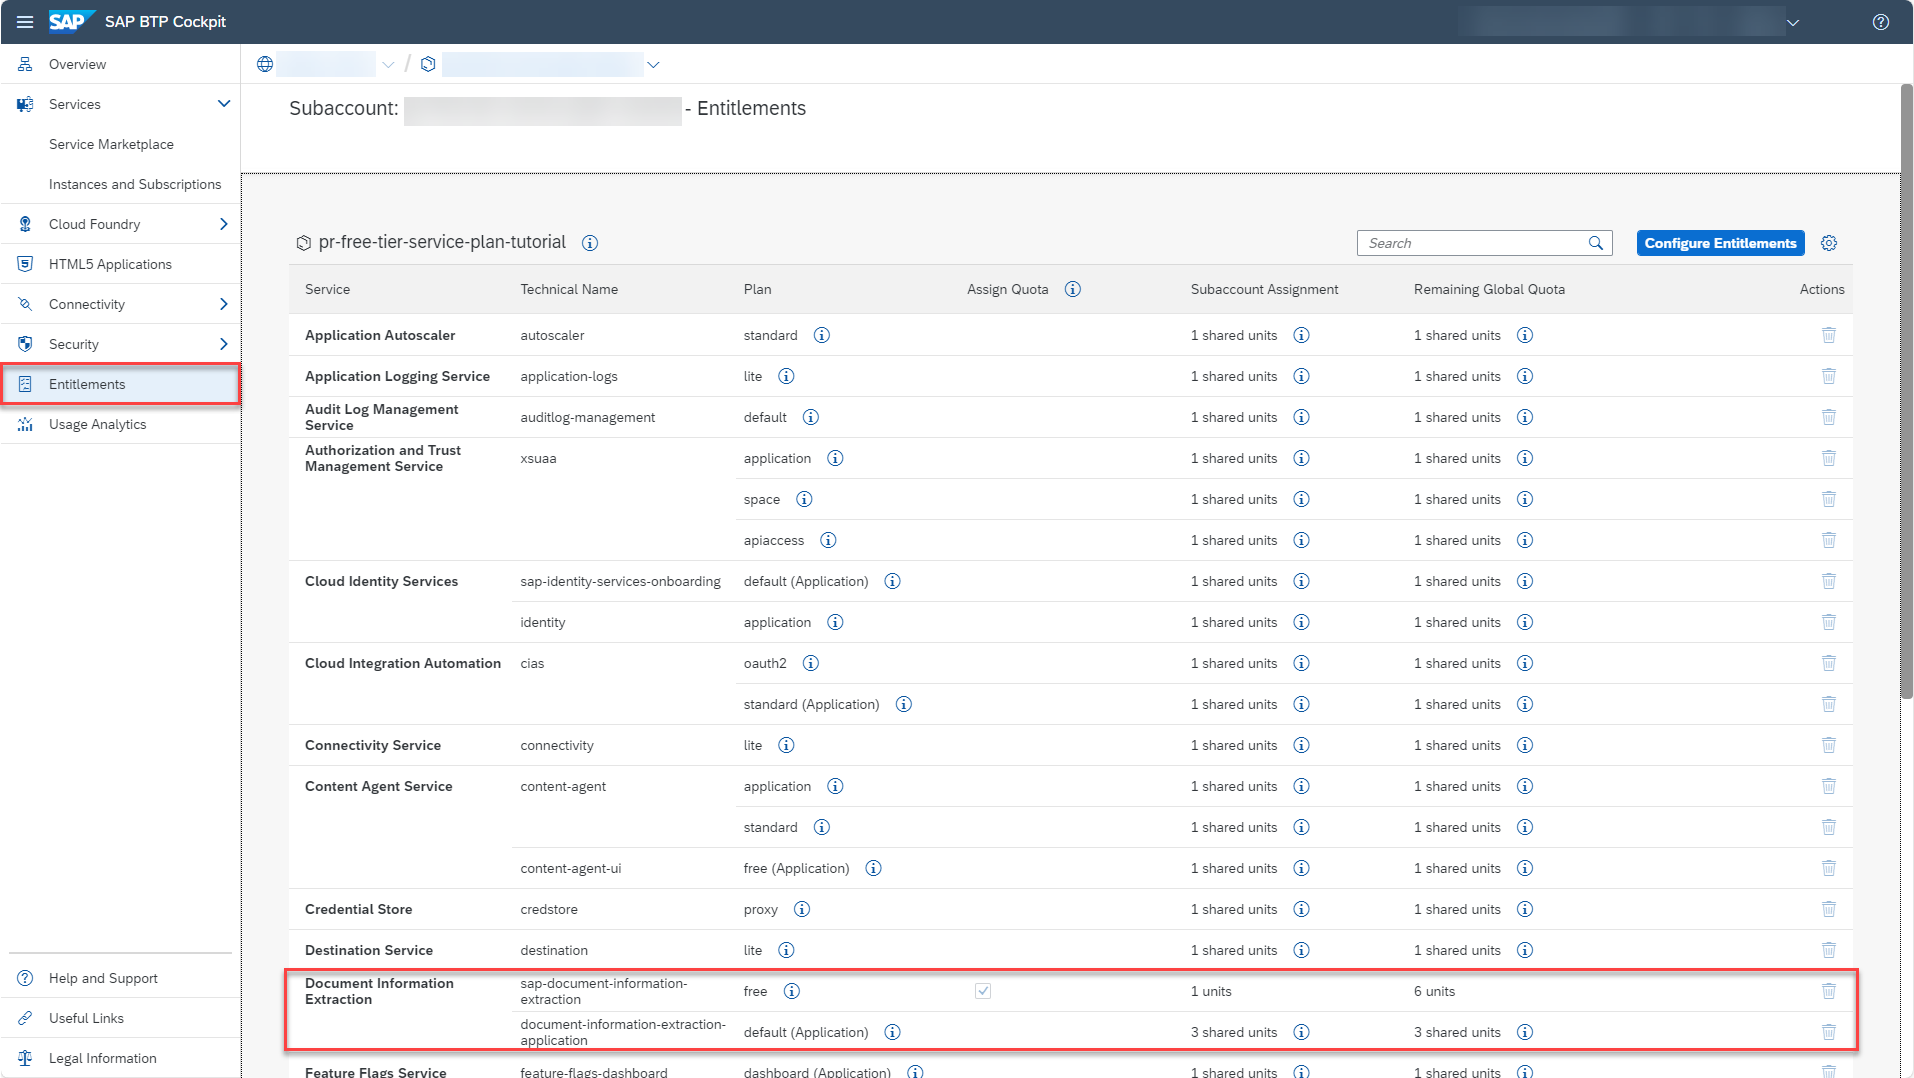 SAP SAP BTP Cockpit
Overview
Services
Service Marketplace
Instances and Subscriptions
Cloud Foundry
HTML5 Applications
Connectivity
Security
Entitlements
Usage Analytics
Help and Support
Useful Links
Legal Information
/
Subaccount: - Entitlements
pr-free-tier-service-plan-tutorial
Search
Configure Entitlements
Service Technical Name Plan Assign Quota Subaccount Assignment Remaining Global Quota Actions
Application Autoscaler autoscaler standard 1 shared units 1 shared units
Application Logging Service application-logs lite 1 shared units 1 shared units
Audit Log Management
Service auditlog-management default 1 shared units 1 shared units
Authorization and Trust
Management Service xsuaa application 1 shared units 1 shared units
space 1 shared units 1 shared units
apiaccess 1 shared units 1 shared units
Cloud Identity Services sap-identity-services-onboarding default (Application) 1 shared units 1 shared units
identity application 1 shared units 1 shared units
Cloud Integration Automation cias oauth2 1 shared units 1 shared units
standard (Application) 1 shared units 1 shared units
Connectivity Service connectivity lite 1 shared units 1 shared units
Content Agent Service content-agent application 1 shared units 1 shared units
standard 1 shared units 1 shared units
content-agent-ui free (Application) 1 shared units 1 shared units
Credential Store credstore proxy 1 shared units 1 shared units
Destination Service destination lite 1 shared units 1 shared units
Document Information sap-document-information-
Extraction extraction free 1 units 6 units
document-information-extraction-
application default (Application) 3 shared units 3 shared units
Feature Flags Service feature-flags-dashboard dashboard (Application) 1 shared units 1 shared units